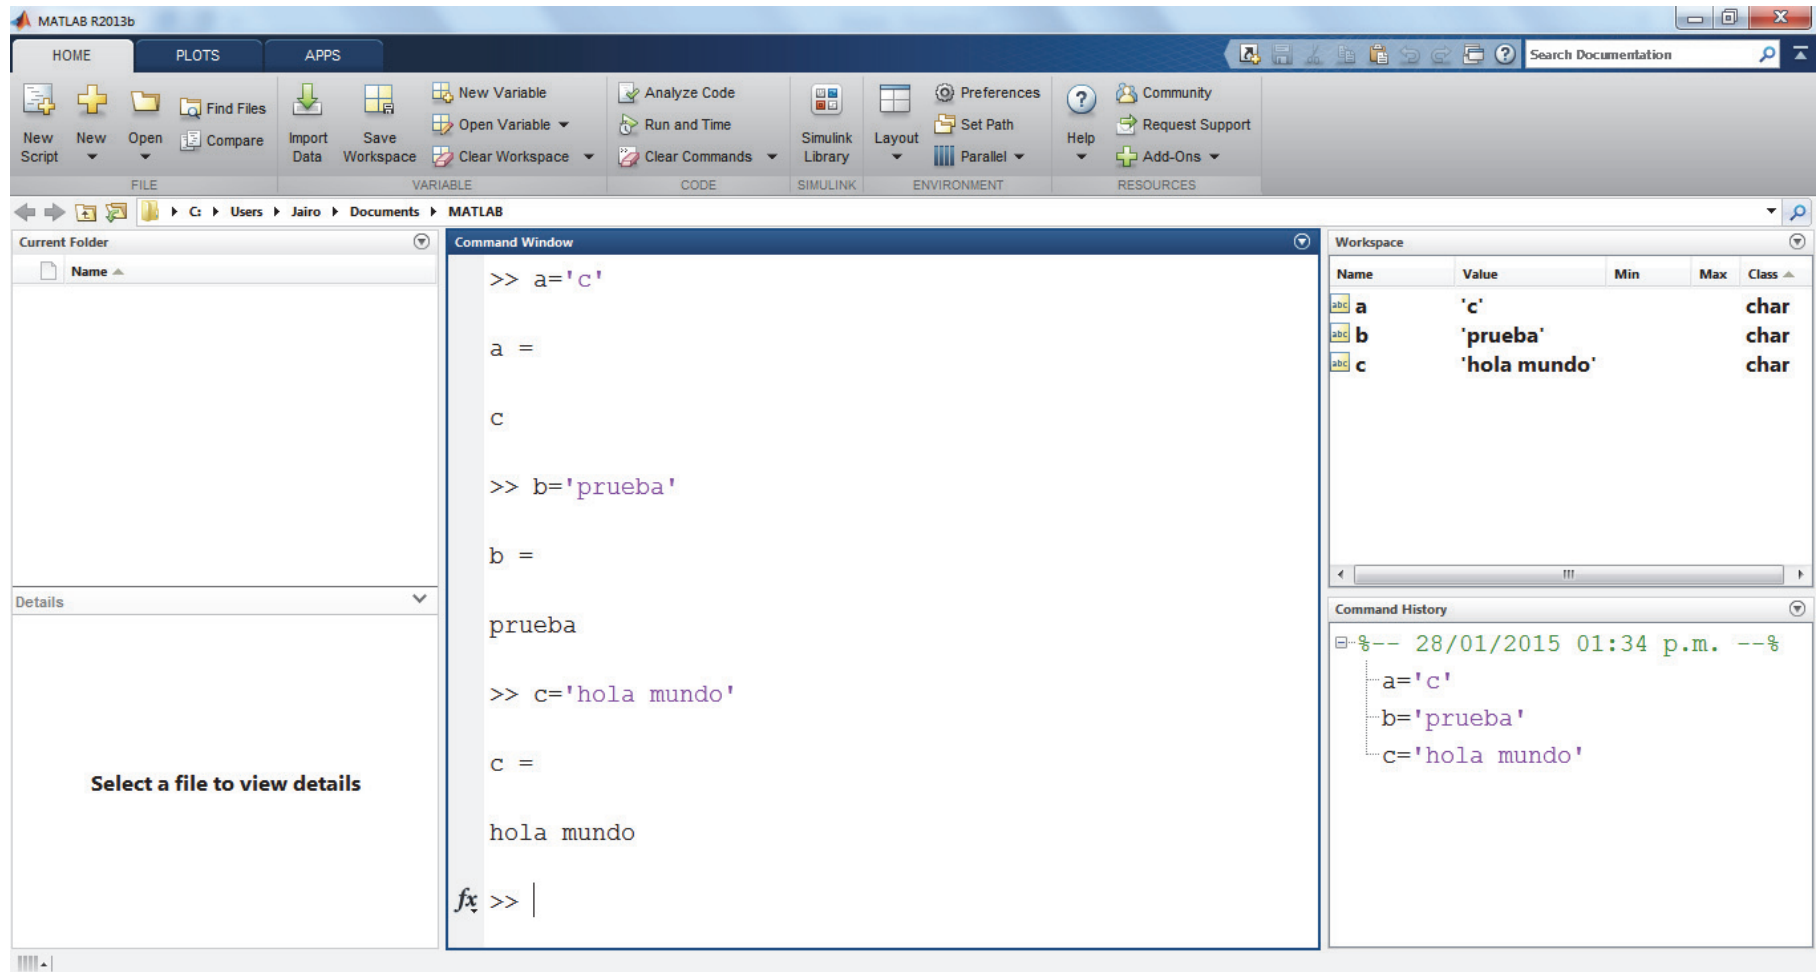 MATLAB R2013b
HOME PLOTS APPS
Search Documentation
New Script
New
Open
Find Files
Compare
FILE
Import Data
Save Workspace
New Variable
Open Variable
Clear Workspace
VARIABLE
Analyze Code
Run and Time
Clear Commands
CODE
Simulink Library
SIMULINK
Layout
Preferences
Set Path
Parallel
ENVIRONMENT
Help
Community
Request Support
Add-Ons
RESOURCES
C: Users Jairo Documents MATLAB
Current Folder
Name
Details
Select a file to view details
Command Window
>> a='c'
a =
c
>> b='prueba'
b =
prueba
>> c='hola mundo'
c =
hola mundo
fx >>
Workspace
Name Value Min Max Class
abc a 'c' char
abc b 'prueba' char
abc c 'hola mundo' char
Command History
%-- 28/01/2015 01:34 p.m. --%
a='c'
b='prueba'
c='hola mundo'